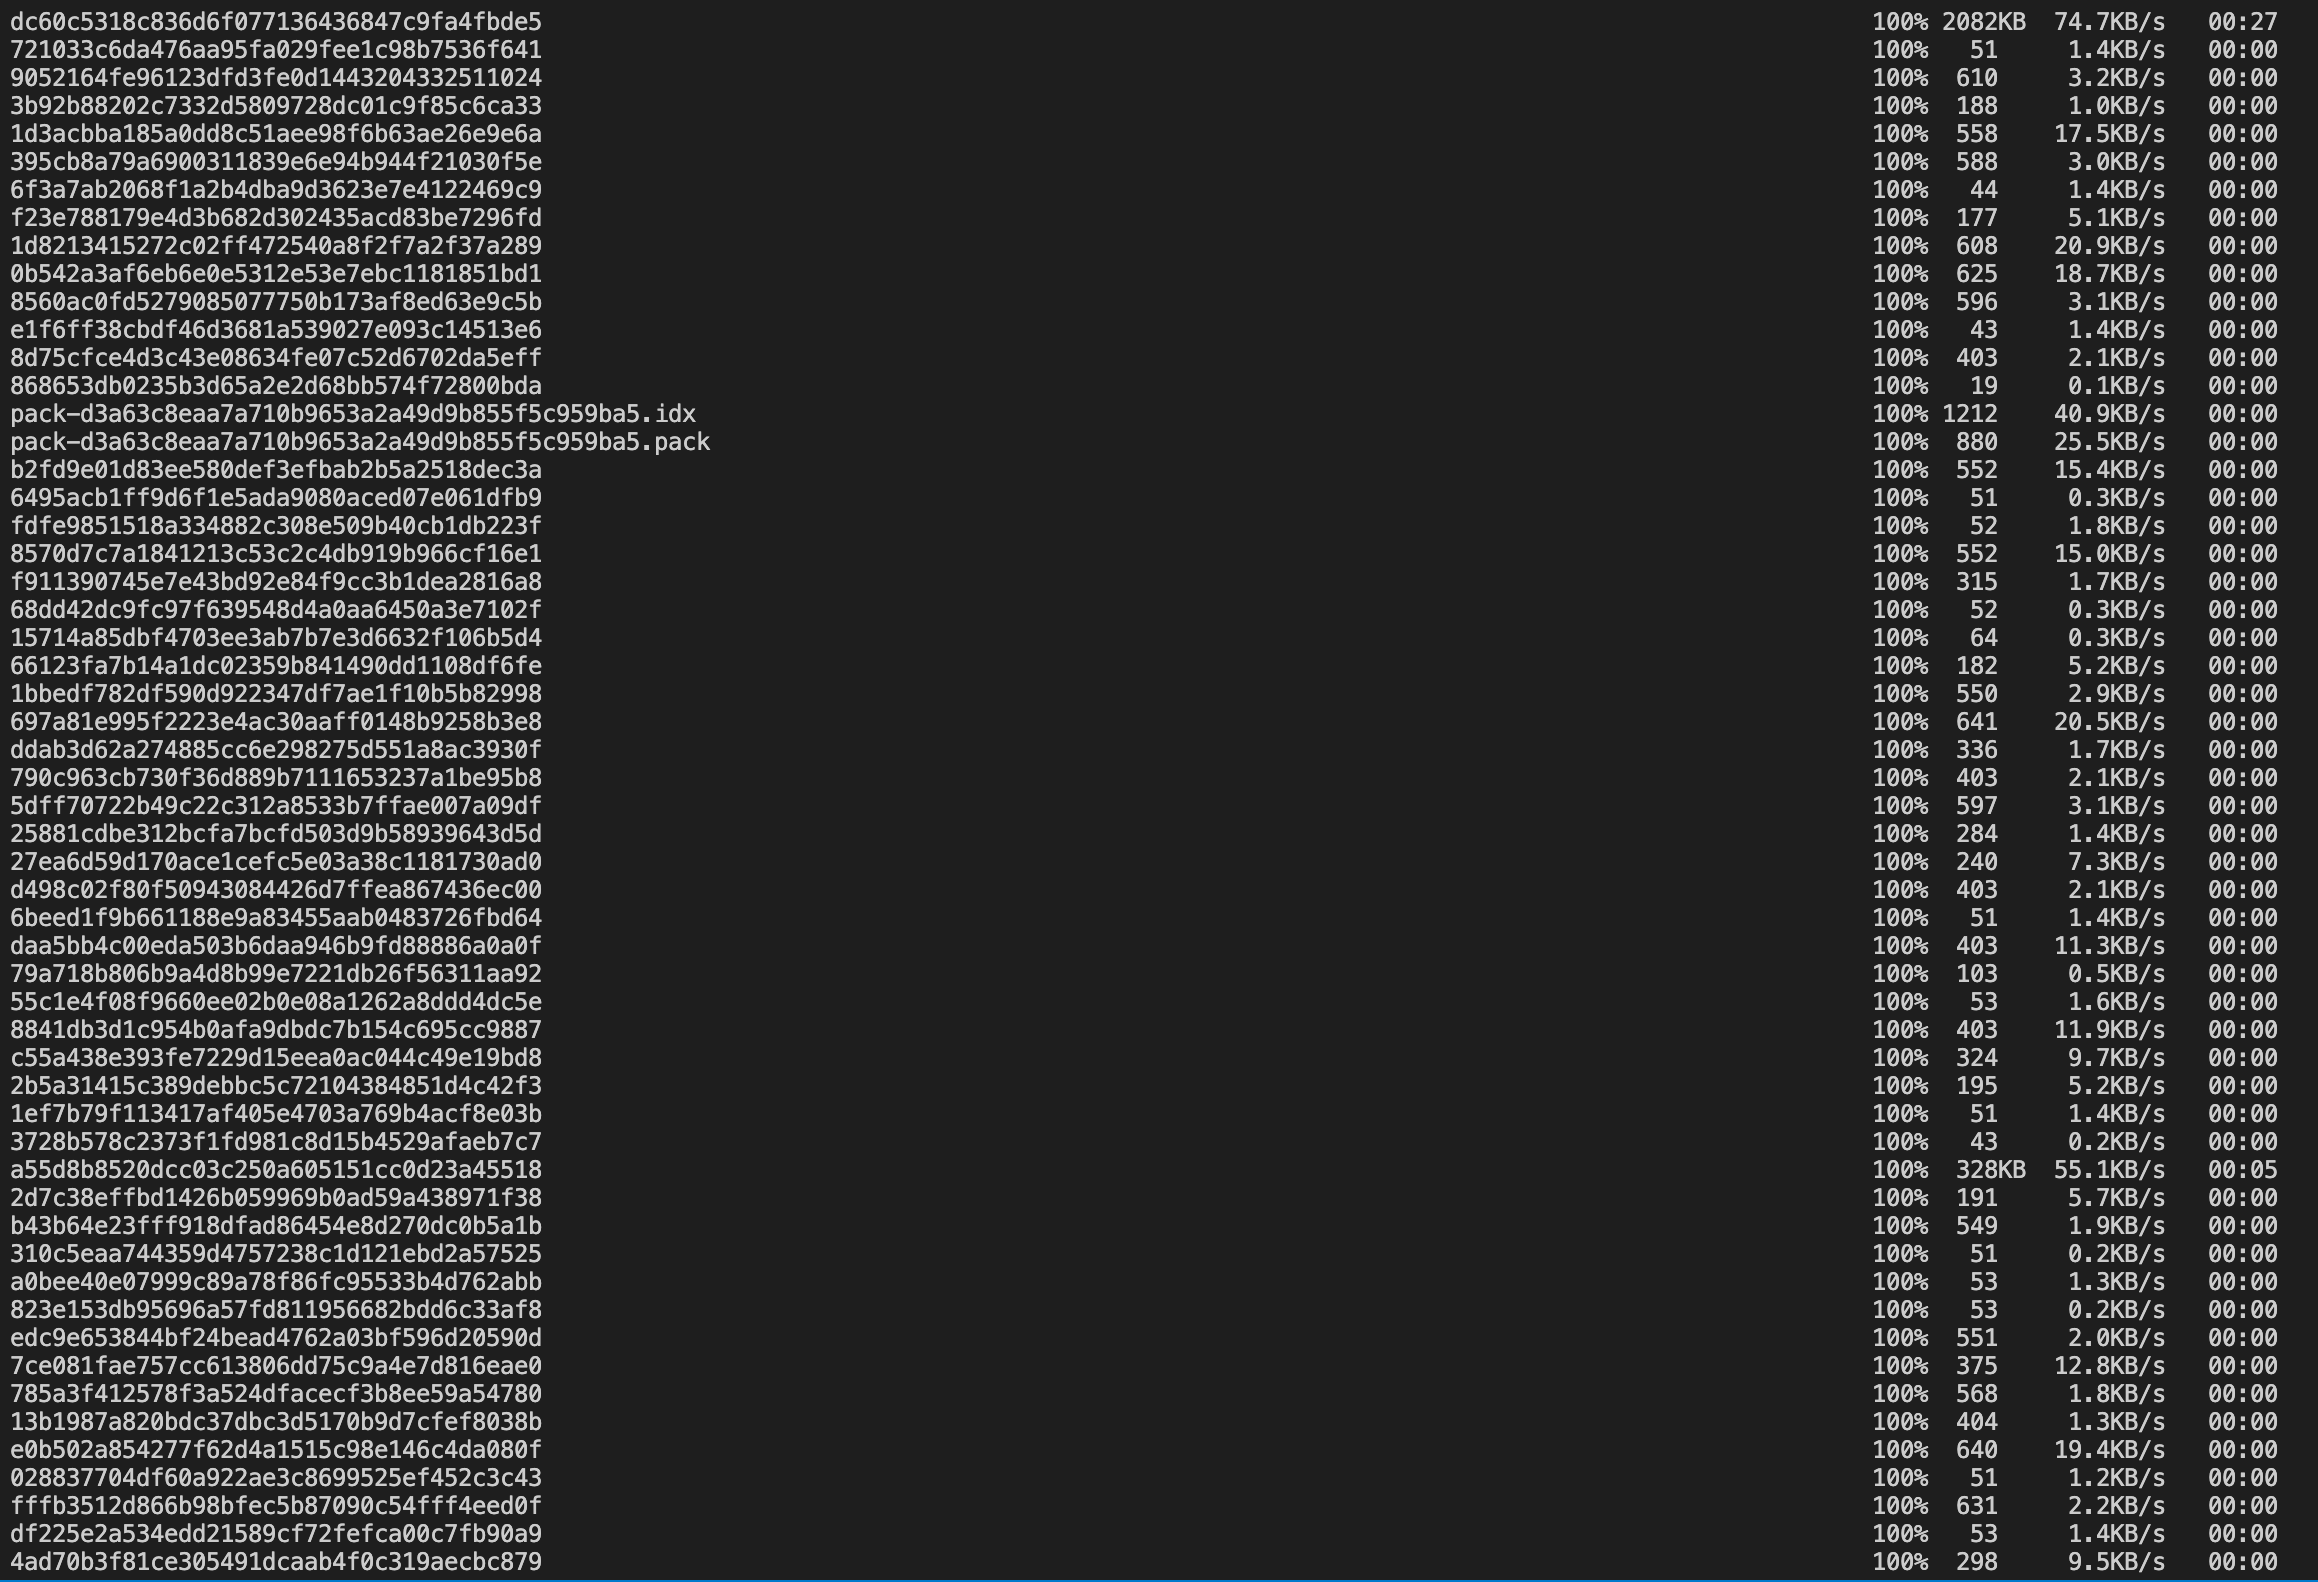 dc60c5318c836d6f077136436847c9fa4fbde5 100% 2082KB 74.7KB/s 00:27
721033c6da476aa95fa029fee1c98b7536f641 100% 51 1.4KB/s 00:00
9052164fe96123dfd3fe0d1443204332511024 100% 610 3.2KB/s 00:00
3b92b88202c7332d5809728dc01c9f85c6ca33 100% 188 1.0KB/s 00:00
1d3acbba185a0dd8c51aee98f6b63ae26e9e6a 100% 558 17.5KB/s 00:00
395cb8a79a6900311839e6e94b944f21030f5e 100% 588 3.0KB/s 00:00
6f3a7ab2068f1a2b4dba9d3623e7e4122469c9 100% 44 1.4KB/s 00:00
f23e788179e4d3b682d302435acd83be7296fd 100% 177 5.1KB/s 00:00
1d8213415272c02ff472540a8f2f7a2f37a289 100% 608 20.9KB/s 00:00
0b542a3af6eb6e0e5312e53e7ebc1181851bd1 100% 625 18.7KB/s 00:00
8560ac0fd5279085077750b173af8ed63e9c5b 100% 596 3.1KB/s 00:00
e1f6ff38cbdf46d3681a539027e093c14513e6 100% 43 1.4KB/s 00:00
8d75cfce4d3c43e08634fe07c52d6702da5eff 100% 403 2.1KB/s 00:00
868653db0235b3d65a2e2d68bb574f72800bda 100% 19 0.1KB/s 00:00
pack-d3a63c8eaa7a710b9653a2a49d9b855f5c959ba5.idx 100% 1212 40.9KB/s 00:00
pack-d3a63c8eaa7a710b9653a2a49d9b855f5c959ba5.pack 100% 880 25.5KB/s 00:00
b2fd9e01d83ee580def3efbab2b5a2518dec3a 100% 552 15.4KB/s 00:00
6495acb1ff9d6f1e5ada9080aced07e061dfb9 100% 51 0.3KB/s 00:00
fdfe9851518a334882c308e509b40cb1db223f 100% 52 1.8KB/s 00:00
8570d7c7a1841213c53c2c4db919b966cf16e1 100% 552 15.0KB/s 00:00
f911390745e7e43bd92e84f9cc3b1dea2816a8 100% 315 1.7KB/s 00:00
68dd42dc9fc97f639548d4a0aa6450a3e7102f 100% 52 0.3KB/s 00:00
15714a85dbf4703ee3ab7b7e3d6632f106b5d4 100% 64 0.3KB/s 00:00
66123fa7b14a1dc02359b841490dd1108df6fe 100% 182 5.2KB/s 00:00
1bbedf782df590d922347df7ae1f10b5b82998 100% 550 2.9KB/s 00:00
697a81e995f2223e4ac30aaff0148b9258b3e8 100% 641 20.5KB/s 00:00
ddab3d62a274885cc6e298275d551a8ac3930f 100% 336 1.7KB/s 00:00
790c963cb730f36d889b7111653237a1be95b8 100% 403 2.1KB/s 00:00
5dff70722b49c22c312a8533b7ffae007a09df 100% 597 3.1KB/s 00:00
25881cdbe312bcfa7bcfd503d9b58939643d5d 100% 284 1.4KB/s 00:00
27ea6d59d170ace1cefc5e03a38c1181730ad0 100% 240 7.3KB/s 00:00
d498c02f80f50943084426d7ffea867436ec00 100% 403 2.1KB/s 00:00
6beed1f9b661188e9a83455aab0483726fbd64 100% 51 1.4KB/s 00:00
daa5bb4c00eda503b6daa946b9fd88886a0a0f 100% 403 11.3KB/s 00:00
79a718b806b9a4d8b99e7221db26f56311aa92 100% 103 0.5KB/s 00:00
55c1e4f08f9660ee02b0e08a1262a8ddd4dc5e 100% 53 1.6KB/s 00:00
8841db3d1c954b0afa9dbdc7b154c695cc9887 100% 403 11.9KB/s 00:00
c55a438e393fe7229d15eea0ac044c49e19bd8 100% 324 9.7KB/s 00:00
2b5a31415c389debbc5c72104384851d4c42f3 100% 195 5.2KB/s 00:00
1ef7b79f113417af405e4703a769b4acf8e03b 100% 51 1.4KB/s 00:00
3728b578c2373f1fd981c8d15b4529afaeb7c7 100% 43 0.2KB/s 00:00
a55d8b8520dcc03c250a605151cc0d23a45518 100% 328KB 55.1KB/s 00:05
2d7c38effbd1426b059969b0ad59a438971f38 100% 191 5.7KB/s 00:00
b43b64e23fff918dfad86454e8d270dc0b5a1b 100% 549 1.9KB/s 00:00
310c5eaa744359d4757238c1d121ebd2a57525 100% 51 0.2KB/s 00:00
a0bee40e07999c89a78f86fc95533b4d762abb 100% 53 1.3KB/s 00:00
823e153db95696a57fd811956682bdd6c33af8 100% 53 0.2KB/s 00:00
edc9e653844bf24bead4762a03bf596d20590d 100% 551 2.0KB/s 00:00
7ce081fae757cc613806dd75c9a4e7d816eae0 100% 375 12.8KB/s 00:00
785a3f412578f3a524dfacecf3b8ee59a54780 100% 568 1.8KB/s 00:00
13b1987a820bdc37dbc3d5170b9d7cfef8038b 100% 404 1.3KB/s 00:00
e0b502a854277f62d4a1515c98e146c4da080f 100% 640 19.4KB/s 00:00
028837704df60a922ae3c8699525ef452c3c43 100% 51 1.2KB/s 00:00
fffb3512d866b98bfec5b87090c54fff4eed0f 100% 631 2.2KB/s 00:00
df225e2a534edd21589cf72fefca00c7fb90a9 100% 53 1.4KB/s 00:00
4ad70b3f81ce305491dcaab4f0c319aecbc879 100% 298 9.5KB/s 00:00